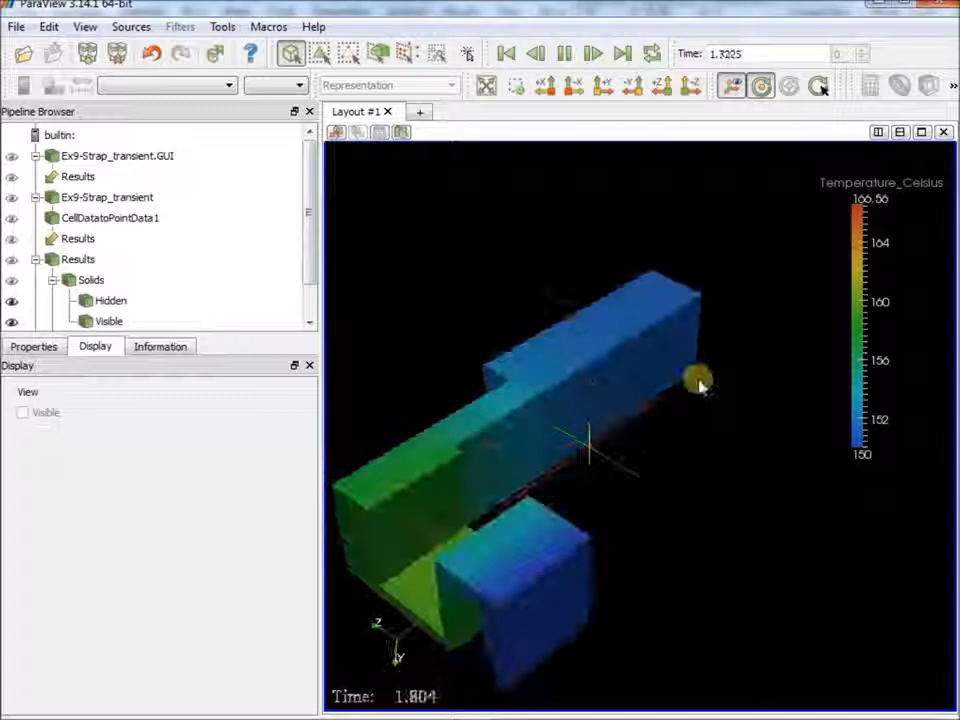 ParaView 3.14.1 64-bit
File Edit View Sources Filters Tools Macros Help
Time: 1.3225 0
Representation
Pipeline Browser
Layout #1
builtin:
Ex9-Strap_transient.GUI
Results
Ex9-Strap_transient
CellDatatoPointData1
Results
Results
Solids
Hidden
Visible
Properties Display Information
Display
View
Visible
Temperature_Celsius
166.56
164
160
156
152
150
Z
Y
Time: 1.804